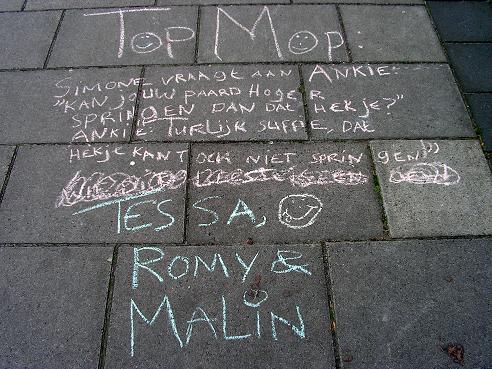 TOP MOP:
SIMONE VRAAGT AAN ANKIE:
"KAN JOUW PAARD HOGER
SPRINGEN DAN DAT HEKJE?"
ANKIE: TUURLIJK SUFFIE, DAT
HEKJE KAN T OOK NIET SPRINGEN!"
TESSA,
ROMY &
MALIN